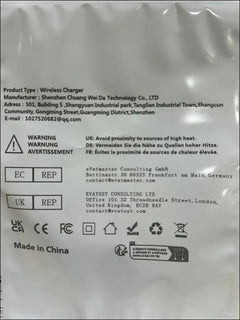 Product Type : Wireless Charger
Manufacturer : Shenzhen Chuang Wei Da Technology Co., LTD
Adress : 501, Building 5 ,Shangyuan Industrial park,Tanglian Industrial Town,Shangcun
Community, Gongming Street, Guangming District,Shenzhen
E-mail : 1027520682@qq.com
WARNING
WARNUNG
AVERTISSEMENT
UK: Avoid proximity to sources of high heat.
DE: Vermeiden Sie die Nähe zu Quellen hoher Hitze.
FR: Évitez la proximité de sources de chaleur élevée.
EC REP
eVatmaster Consulting GmbH
Bettinastr. 30 60325 Frankfurt am Main, Germany
contact@evatmaster.com
UK REP
EVATOST CONSULTING LTD
Office 101 32 Threadneedle Street, London,
United Kingdom, EC2R 8AY
contact@evatost.com
UK
CA
CE
FR
Made in China